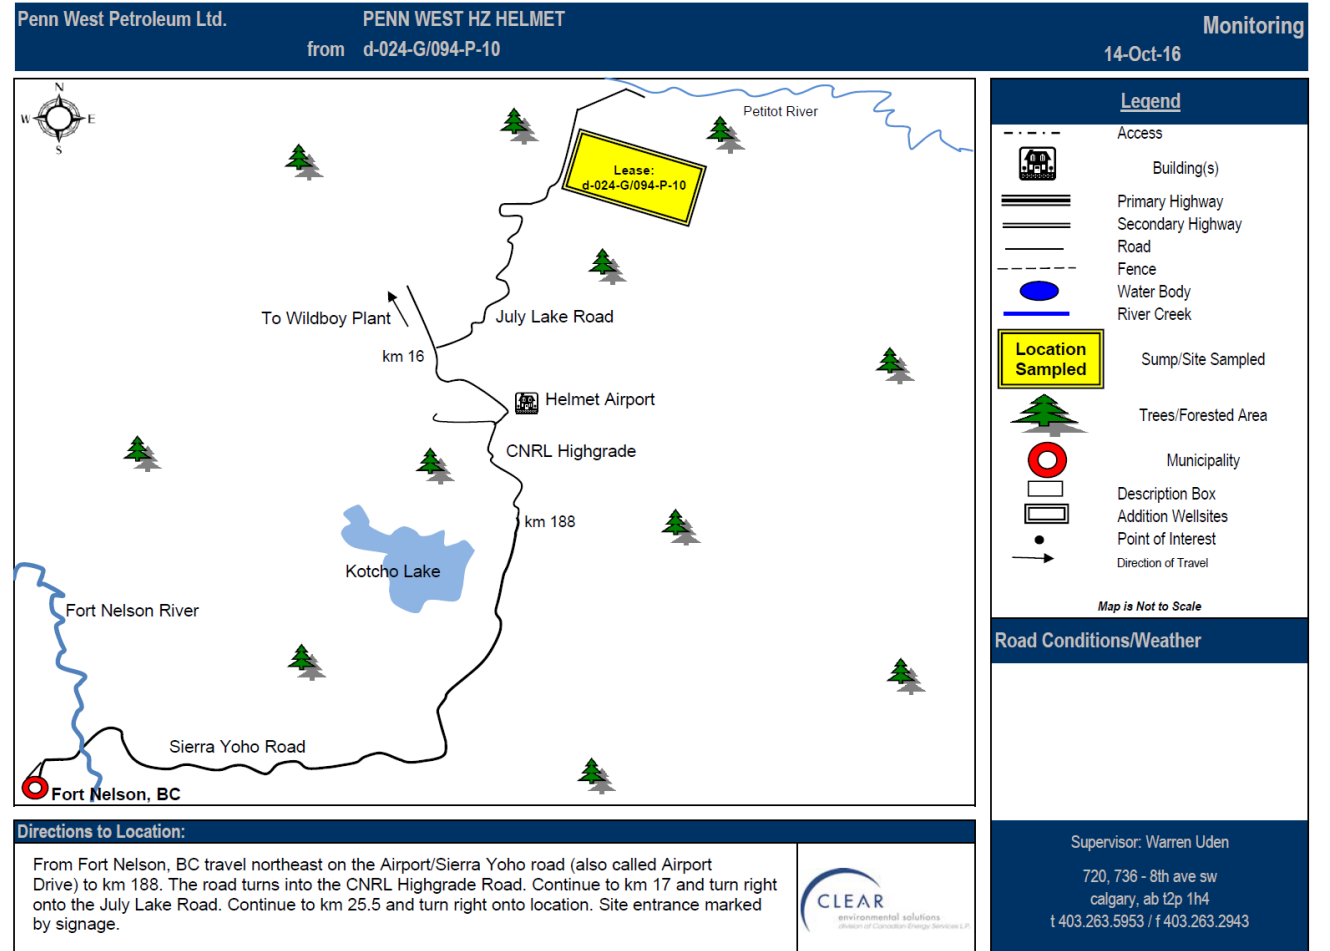 Penn West Petroleum Ltd.
PENN WEST HZ HELMET
Monitoring
from d-024-G/094-P-10
14-Oct-16
N
W E
S
Petitot River
Lease:
d-024-G/094-P-10
To Wildboy Plant
July Lake Road
km 16
Helmet Airport
CNRL Highgrade
km 188
Kotcho Lake
Fort Nelson River
Sierra Yoho Road
Fort Nelson, BC
Legend
Access
Building(s)
Primary Highway
Secondary Highway
Road
Fence
Water Body
River Creek
Location
Sampled
Sump/Site Sampled
Trees/Forested Area
Municipality
Description Box
Addition Wellsites
Point of Interest
Direction of Travel
Map is Not to Scale
Road Conditions/Weather
Directions to Location:
From Fort Nelson, BC travel northeast on the Airport/Sierra Yoho road (also called Airport
Drive) to km 188. The road turns into the CNRL Highgrade Road. Continue to km 17 and turn right
onto the July Lake Road. Continue to km 25.5 and turn right onto location. Site entrance marked
by signage.
CLEAR
environmental solutions
division of Canadian Energy Services L.P.
Supervisor: Warren Uden
720, 736 - 8th ave sw
calgary, ab t2p 1h4
t 403.263.5953 / f 403.263.2943